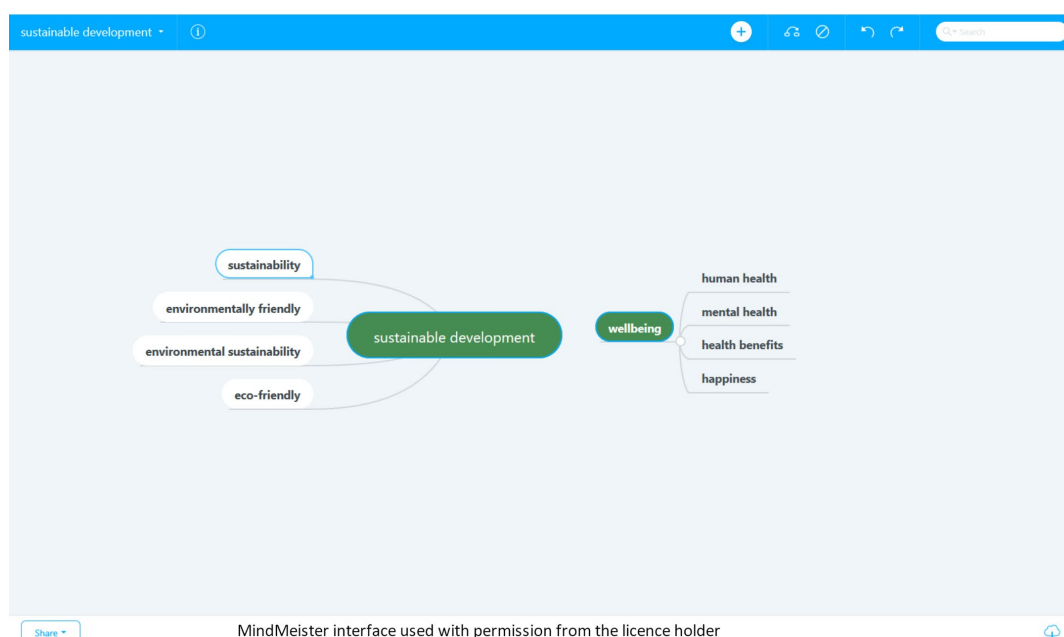 sustainable development
Search
sustainability
environmentally friendly
environmental sustainability
eco-friendly
sustainable development
wellbeing
human health
mental health
health benefits
happiness
Share
MindMeister interface used with permission from the licence holder